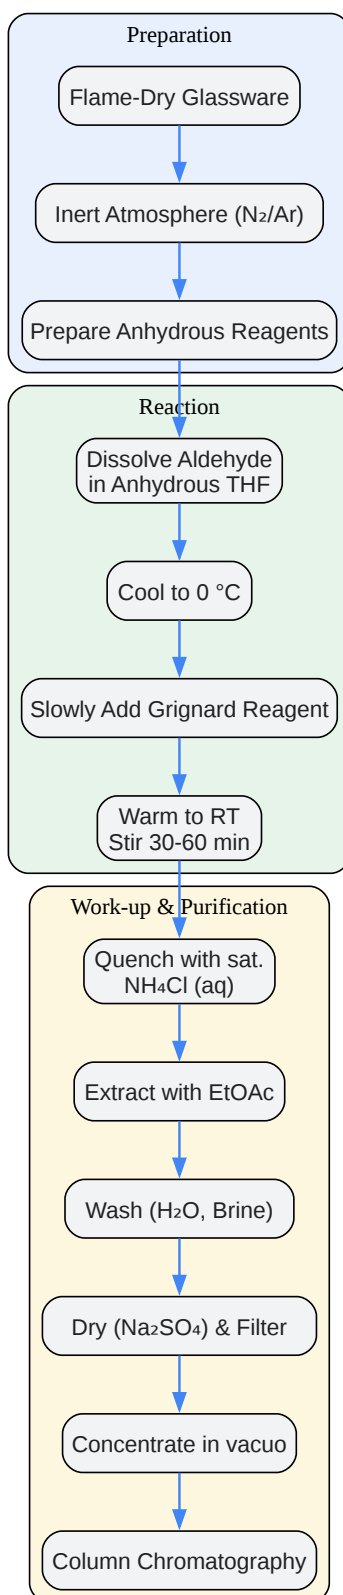 Preparation
Flame-Dry Glassware
Inert Atmosphere (N₂/Ar)
Prepare Anhydrous Reagents
Reaction
Dissolve Aldehyde
in Anhydrous THF
Cool to 0 °C
Slowly Add Grignard Reagent
Warm to RT
Stir 30-60 min
Work-up & Purification
Quench with sat.
NH₄Cl (aq)
Extract with EtOAc
Wash (H₂O, Brine)
Dry (Na₂SO₄) & Filter
Concentrate in vacuo
Column Chromatography